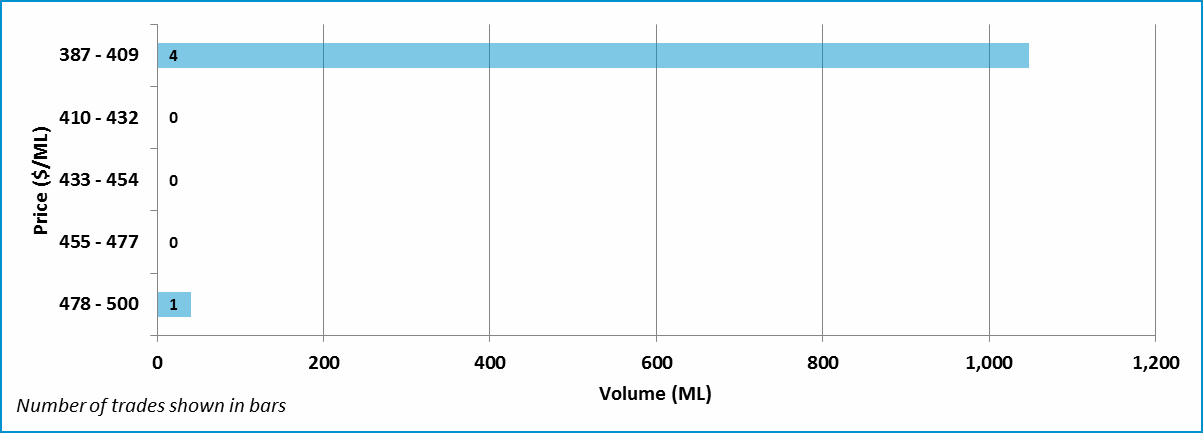 387 - 409
4
410 - 432
0
433 - 454
0
455 - 477
0
478 - 500
1
Price ($/ML)
0 200 400 600 800 1,000 1,200
Volume (ML)
Number of trades shown in bars